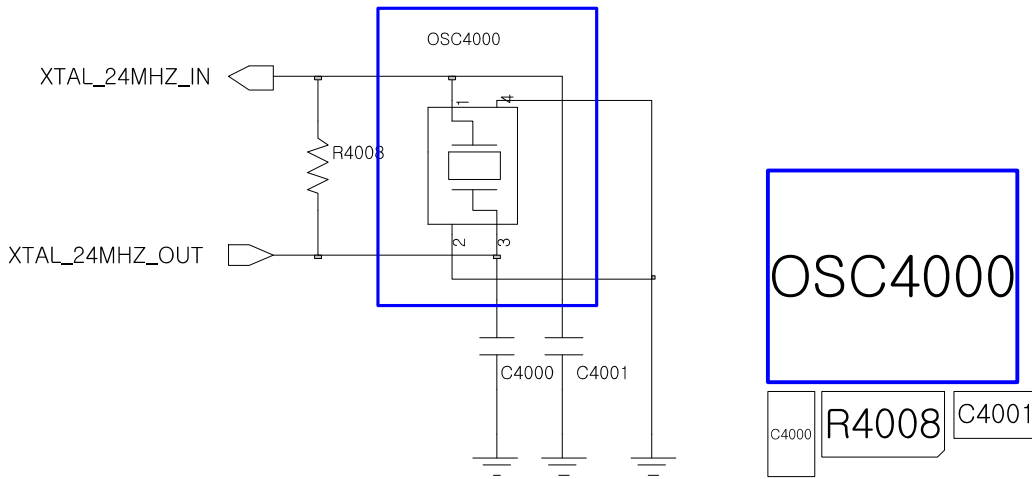 OSC4000
XTAL_24MHZ_IN
1
4
R4008
XTAL_24MHZ_OUT
2
3
C4000
C4001
OSC4000
C4000
R4008
C4001